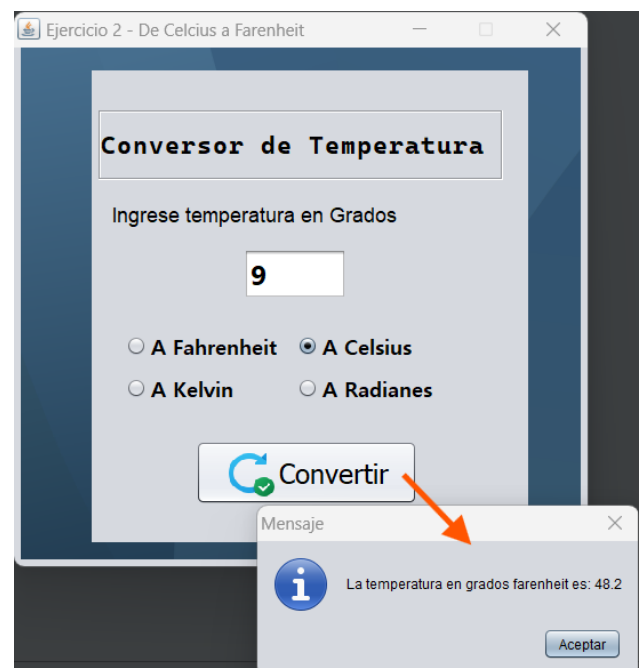 Ejercicio 2 - De Celcius a Farenheit
Conversor de Temperatura
Ingrese temperatura en Grados
9
A Fahrenheit A Celsius
A Kelvin A Radianes
Convertir
Mensaje
La temperatura en grados farenheit es: 48.2
Aceptar